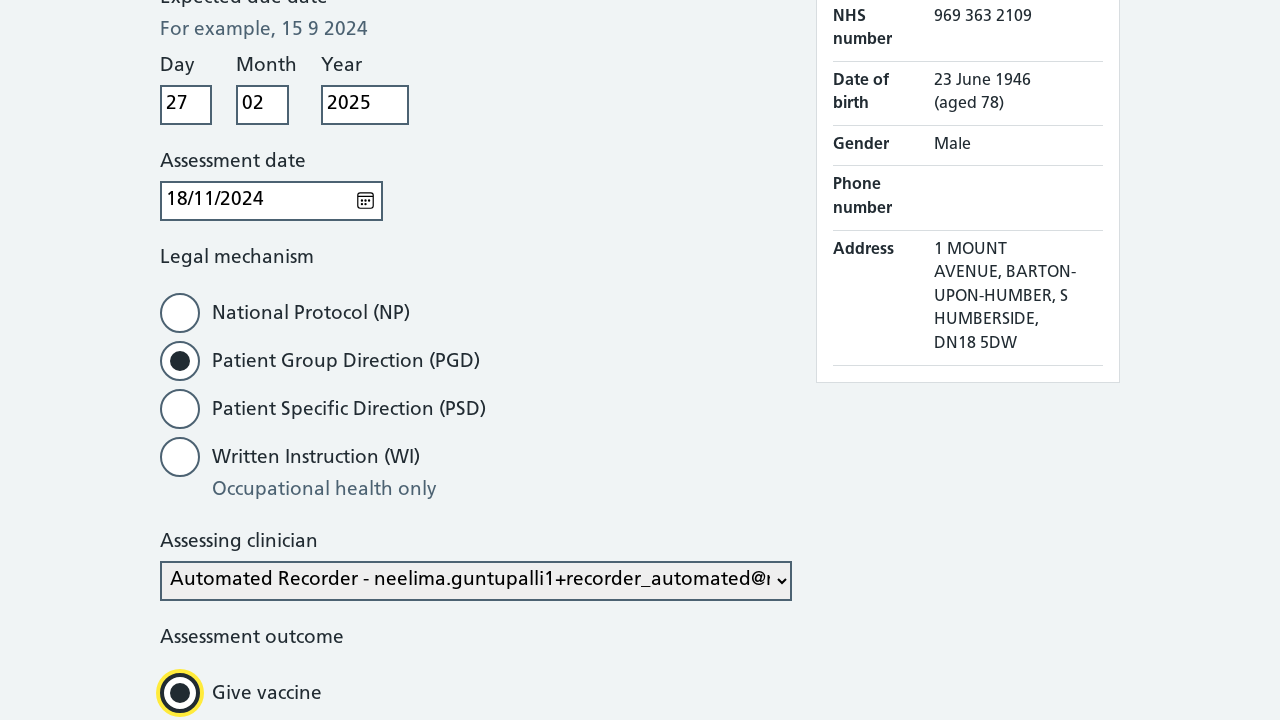 Expected due date
For example, 15 9 2024
Day Month Year
27 02 2025
Assessment date
18/11/2024
Legal mechanism
National Protocol (NP)
Patient Group Direction (PGD)
Patient Specific Direction (PSD)
Written Instruction (WI)
Occupational health only
Assessing clinician
Automated Recorder - neelima.guntupalli1+recorder_automated@
Assessment outcome
Give vaccine
NHS number 969 363 2109
Date of birth 23 June 1946
(aged 78)
Gender Male
Phone number
Address 1 MOUNT
AVENUE, BARTON-
UPON-HUMBER, S
HUMBERSIDE,
DN18 5DW